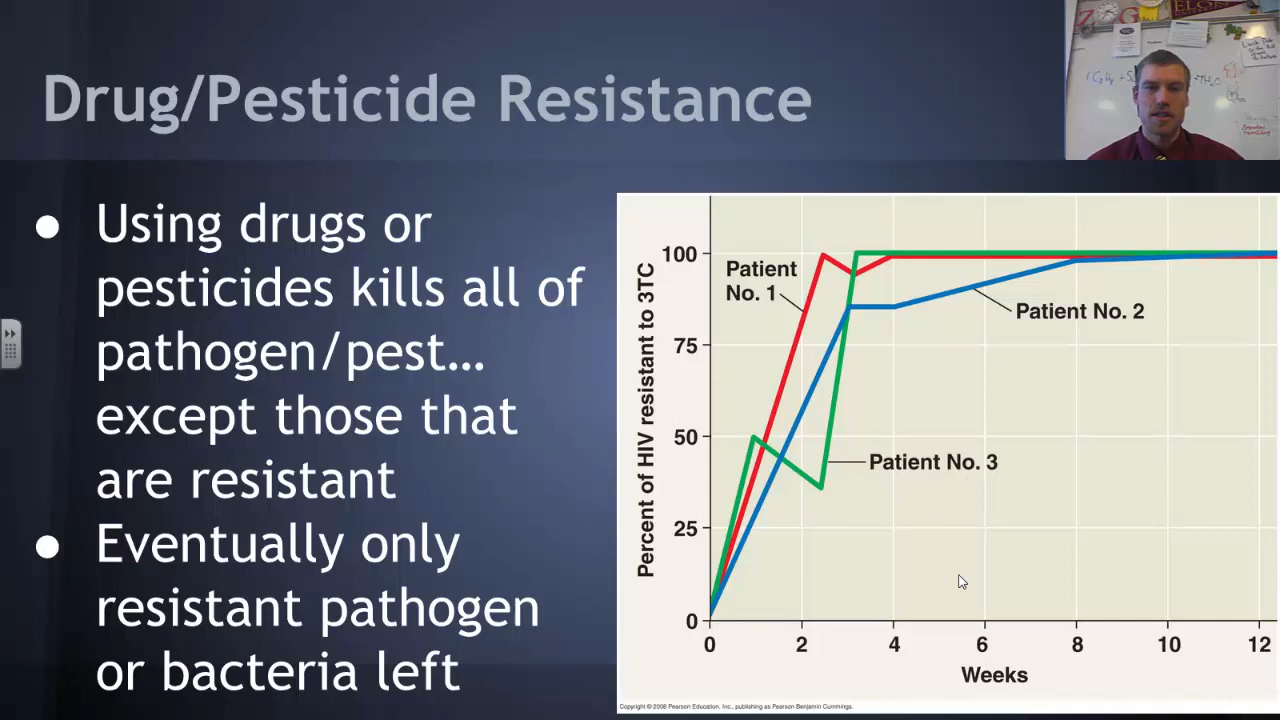 Drug/Pesticide Resistance
● Using drugs or
pesticides kills all of
pathogen/pest…
except those that
are resistant
● Eventually only
resistant pathogen
or bacteria left
Percent of HIV resistant to 3TC
100
75
50
25
0
Patient
No. 1
Patient No. 2
Patient No. 3
0 2 4 6 8 10 12
Weeks
Copyright © 2008 Pearson Education, Inc., publishing as Pearson Benjamin Cummings.